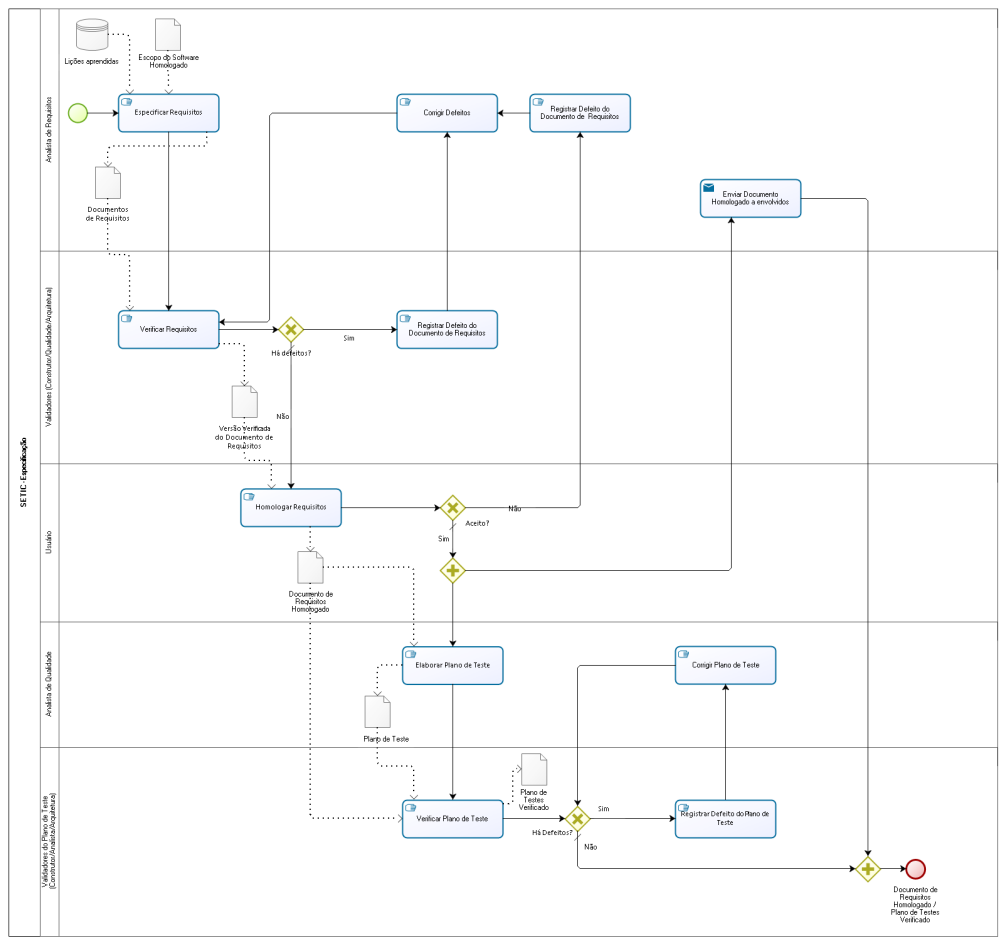 SETIC - Especificação
Analista de Requisitos
Lições aprendidas
Escopo do Software
Homologado
Especificar Requisitos
Corrigir Defeitos
Registrar Defeito do
Documento de Requisitos
Documentos
de Requisitos
Enviar Documento
Homologado a envolvidos
Validadores (Construtor/Qualidade/Arquitetura)
Verificar Requisitos
Há defeitos?
Sim
Registrar Defeito do
Documento de Requisitos
Não
Versão Verificada
do Documento de
Requisitos
Usuário
Homologar Requisitos
Aceito?
Não
Sim
Documento de
Requisitos
Homologado
Analista de Qualidade
Elaborar Plano de Teste
Corrigir Plano de Teste
Plano de Teste
Validadores do Plano de Teste
(Construtor/Analista/Arquitetura)
Verificar Plano de Teste
Plano de
Testes
Verificado
Há Defeitos?
Sim
Registrar Defeito do Plano de
Teste
Não
Documento de
Requisitos
Homologado /
Plano de Testes
Verificado